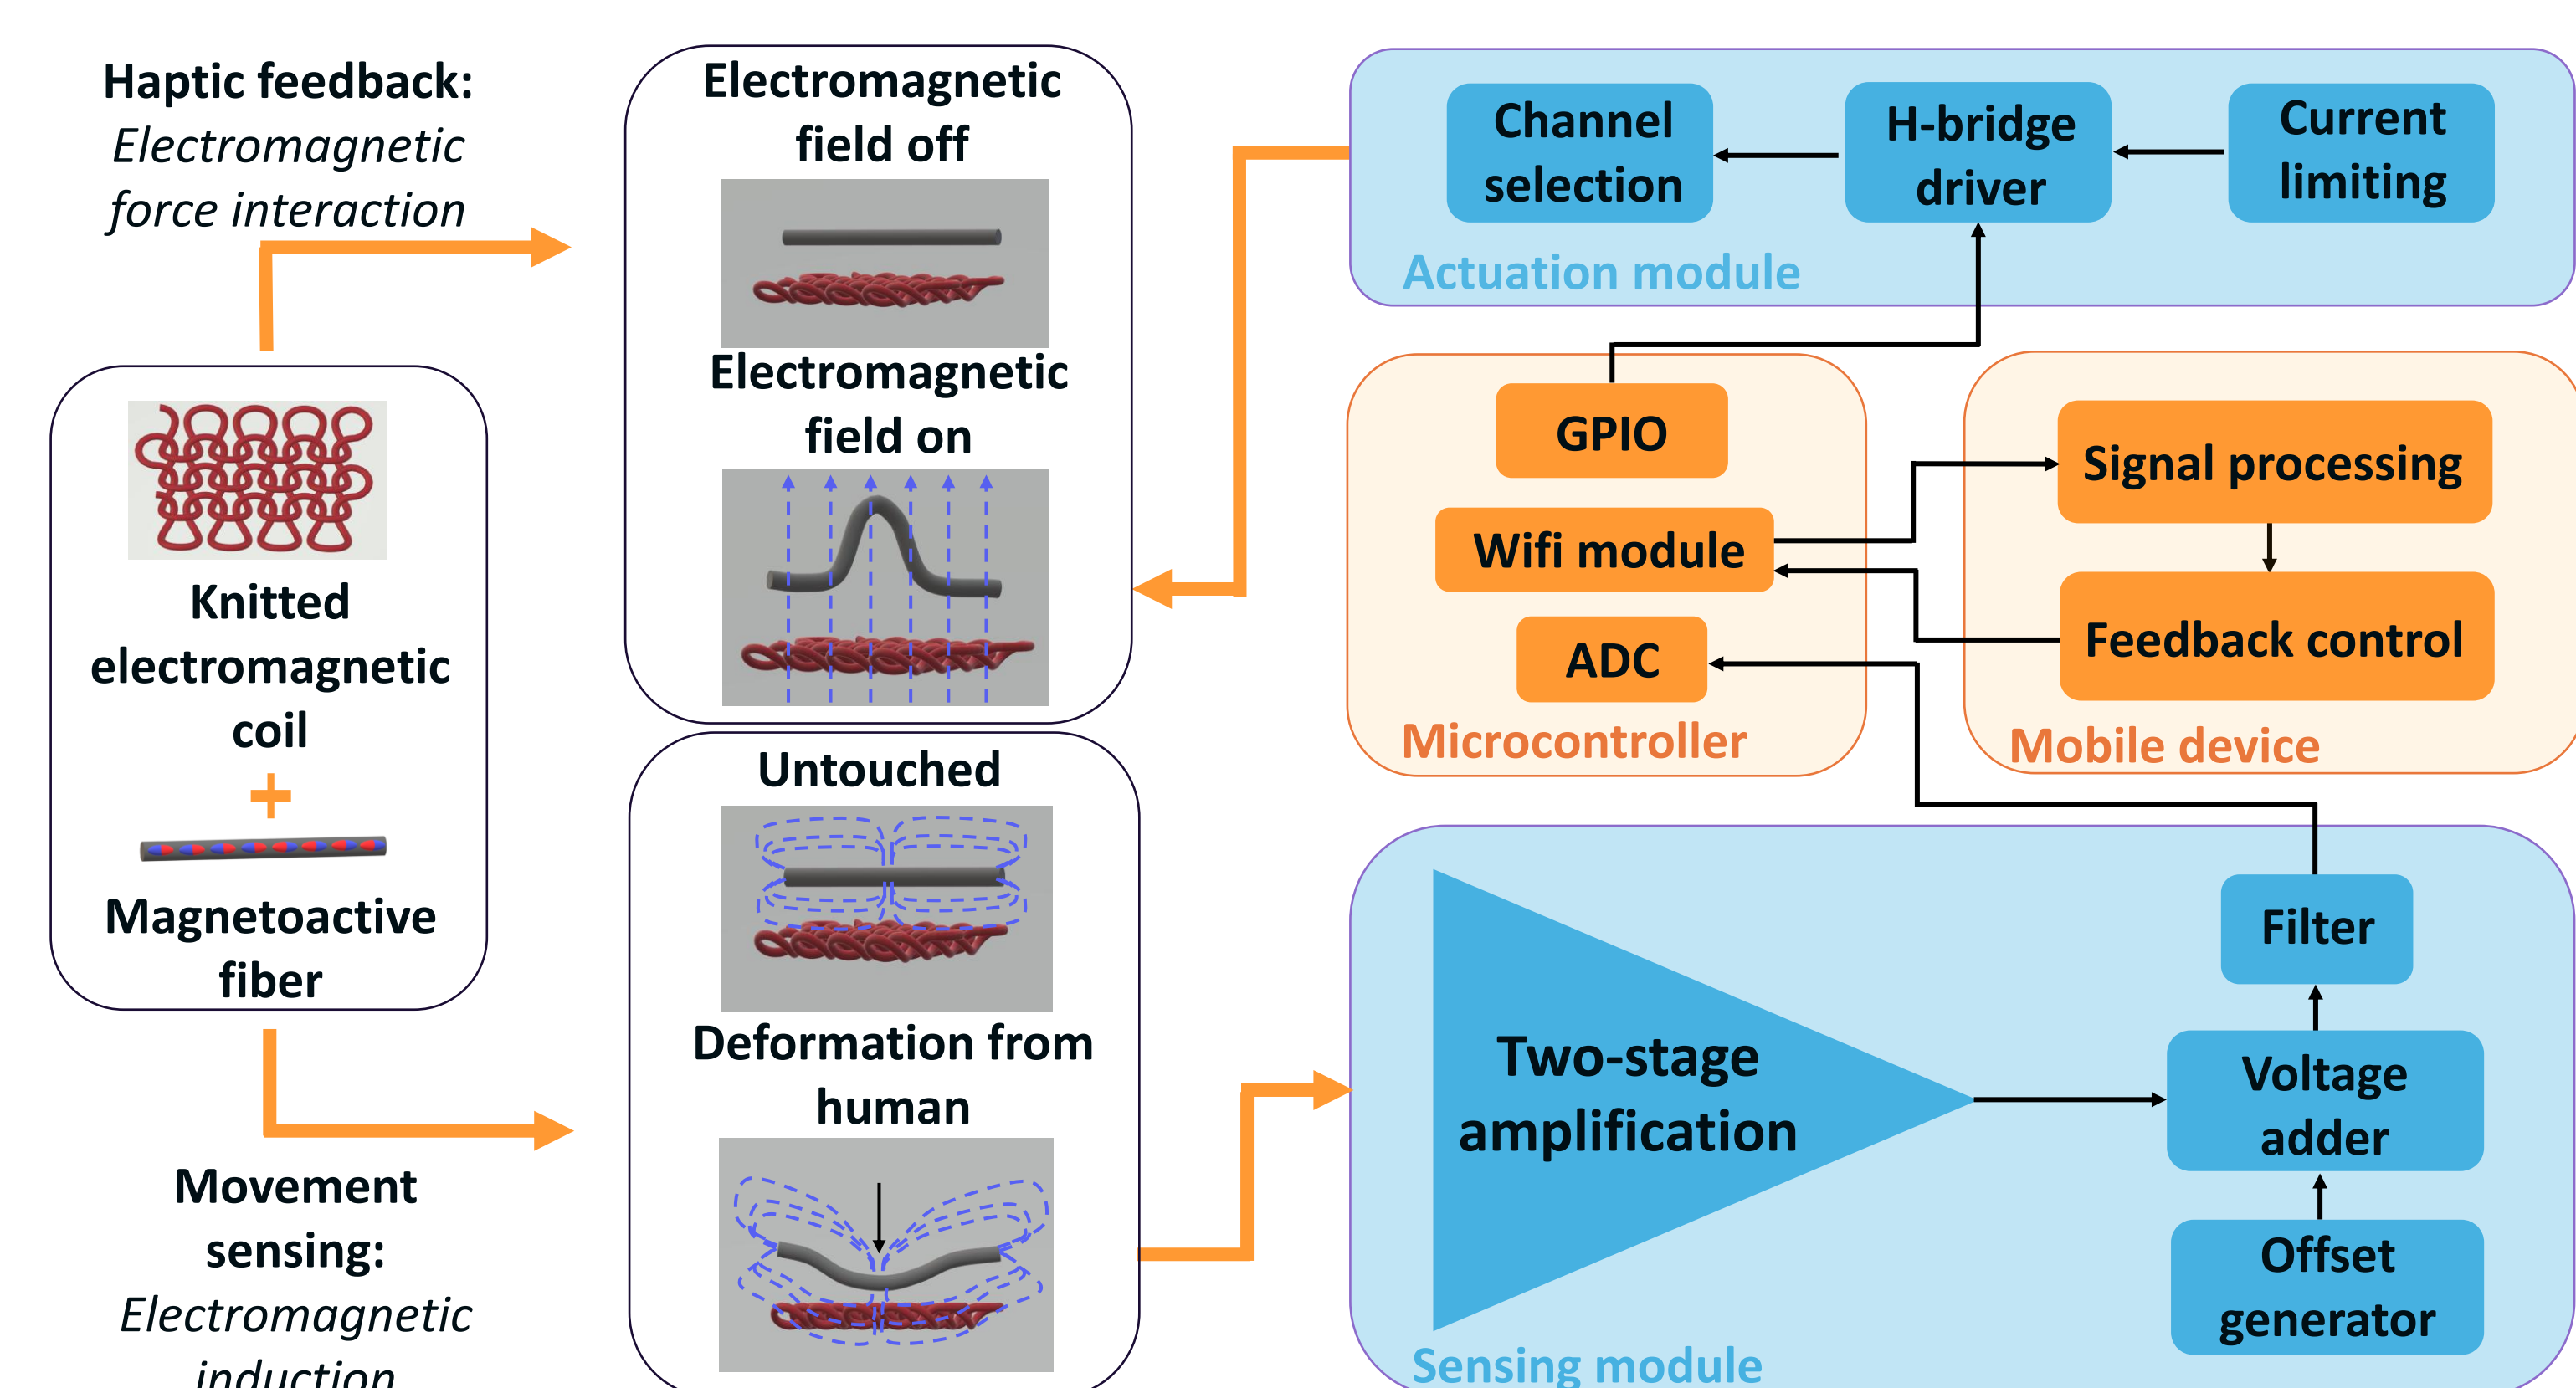 Haptic feedback:
Electromagnetic
force interaction
Knitted
electromagnetic
coil
+
Magnetoactive
fiber
Movement
sensing:
Electromagnetic
induction
Electromagnetic
field off
Electromagnetic
field on
Untouched
Deformation from
human
Channel
selection
H-bridge
driver
Current
limiting
Actuation module
GPIO
Wifi module
ADC
Microcontroller
Signal processing
Feedback control
Mobile device
Two-stage
amplification
Filter
Voltage
adder
Offset
generator
Sensing module